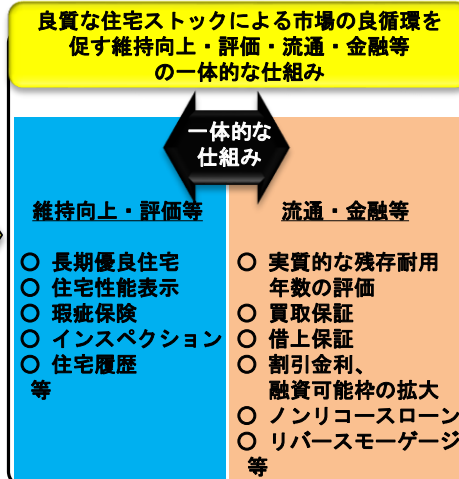 良質な住宅ストックによる市場の良循環を
促す維持向上・評価・流通・金融等
の一体的な仕組み
一体的な
仕組み
維持向上・評価等
○ 長期優良住宅
○ 住宅性能表示
○ 瑕疵保険
○ インスペクション
○ 住宅履歴
等
流通・金融等
○ 実質的な残存耐用
年数の評価
○ 買取保証
○ 借上保証
○ 割引金利、
融資可能枠の拡大
○ ノンリコースローン
○ リバースモーゲージ
等